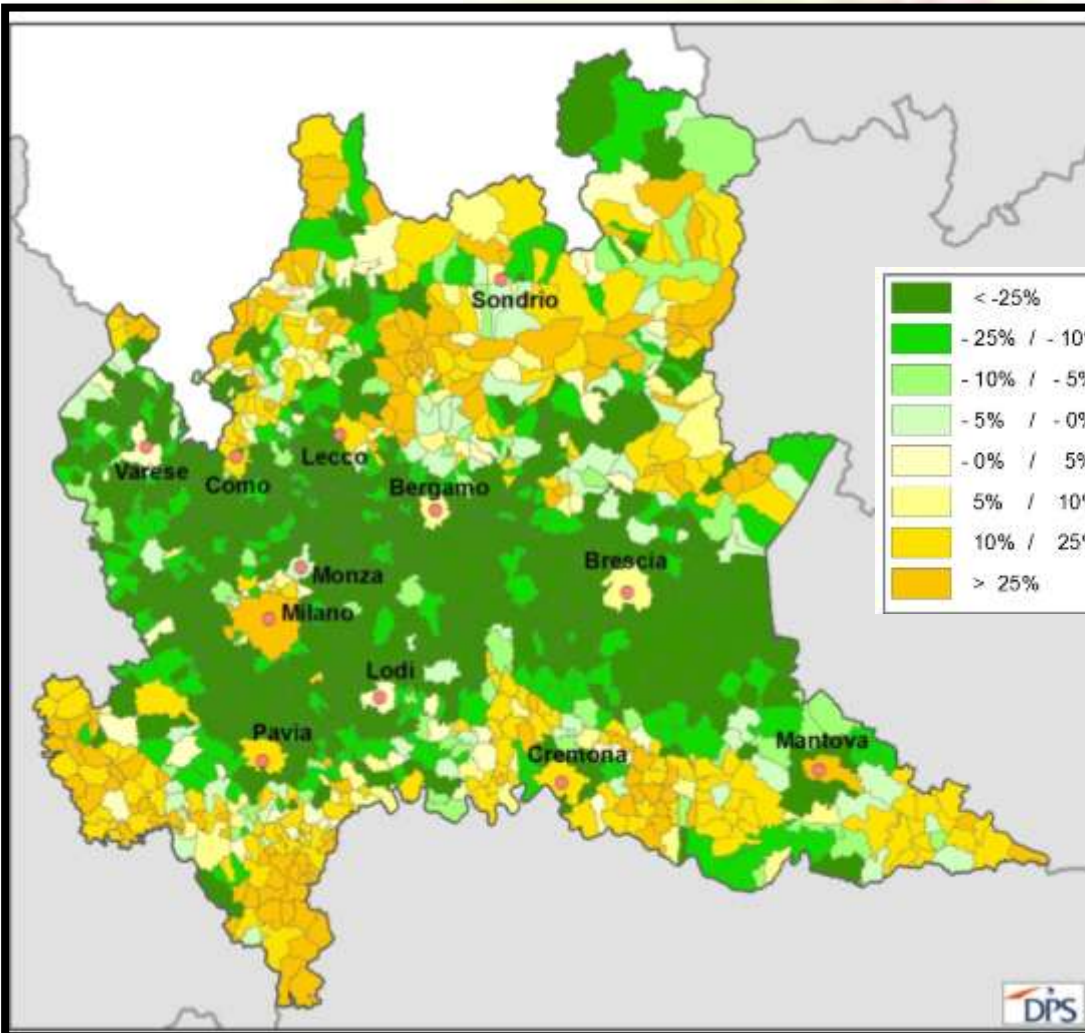 Sondrio
Varese
Como
Lecco
Bergamo
Monza
Milano
Brescia
Lodi
Pavia
Cremona
Mantova
< -25%
- 25% / - 10%
- 10% / - 5%
- 5% / - 0%
- 0% / 5%
5% / 10%
10% / 25%
> 25%
DPS